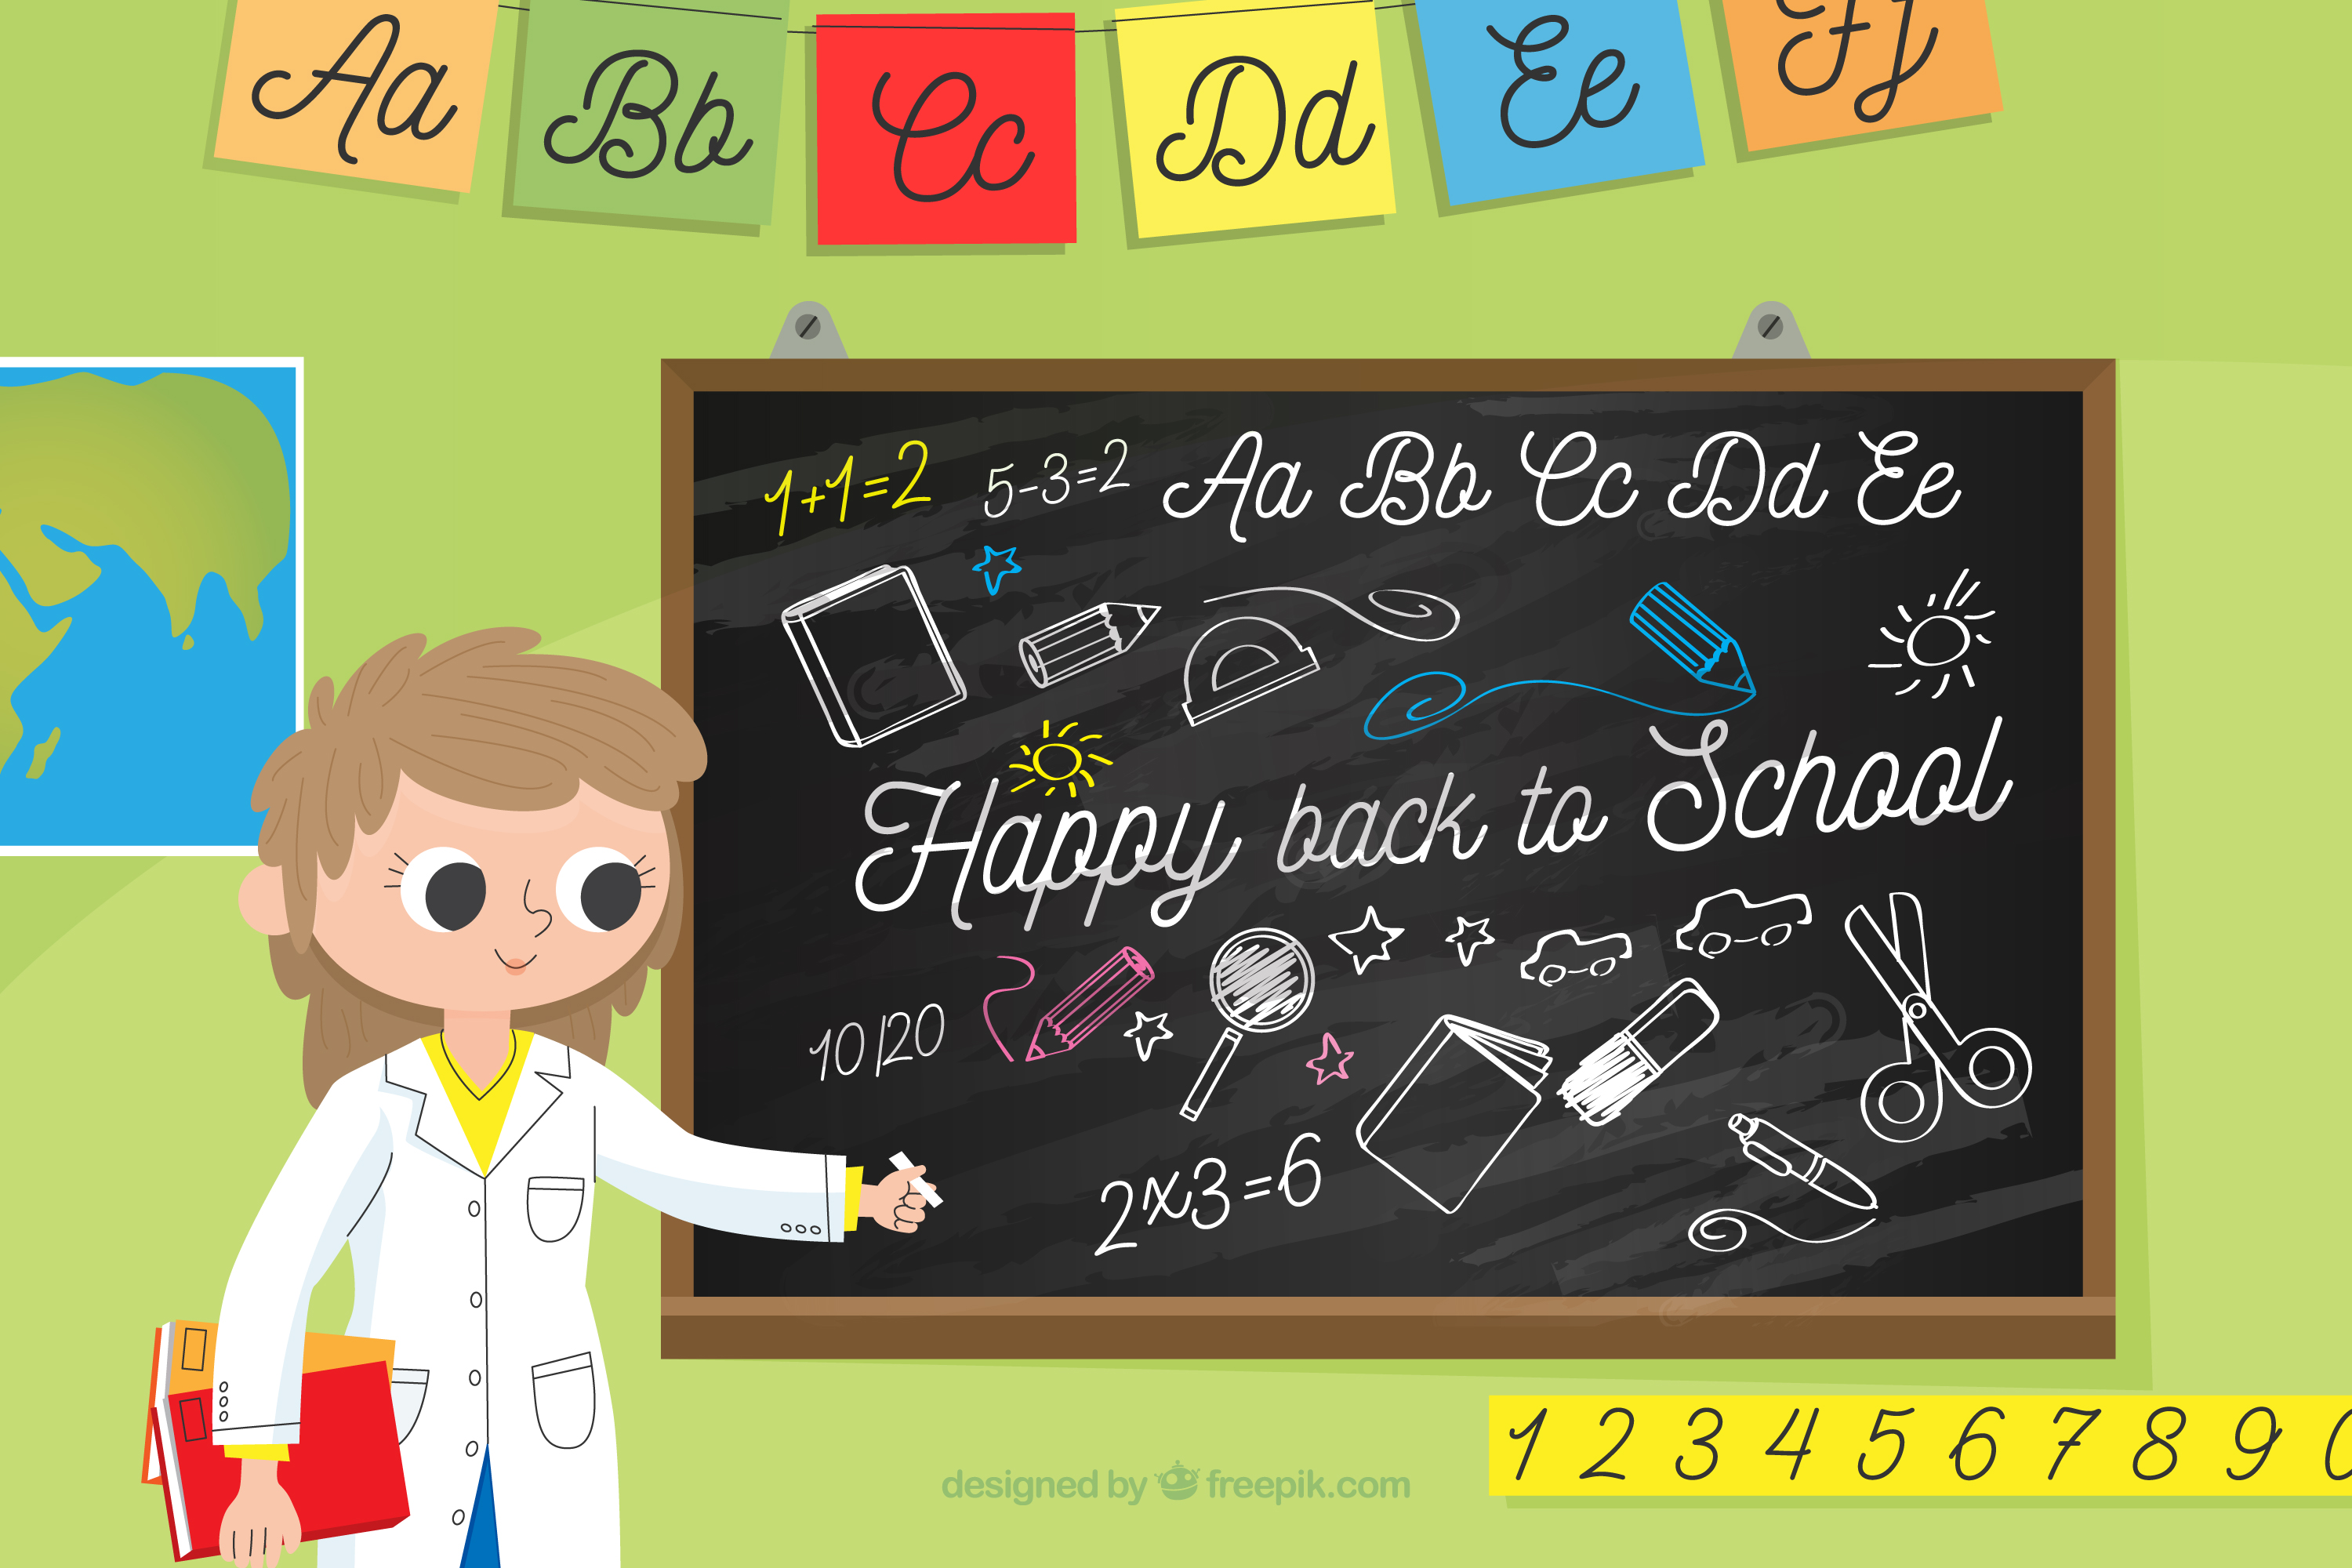 Aa Bb Cc Dd Ee Ff
1+1=2 5-3=2 Aa Bb Cc Dd Ee
Happy back to School
10/20
2x3=6
1 2 3 4 5 6 7 8 9 0
designed by freepik.com